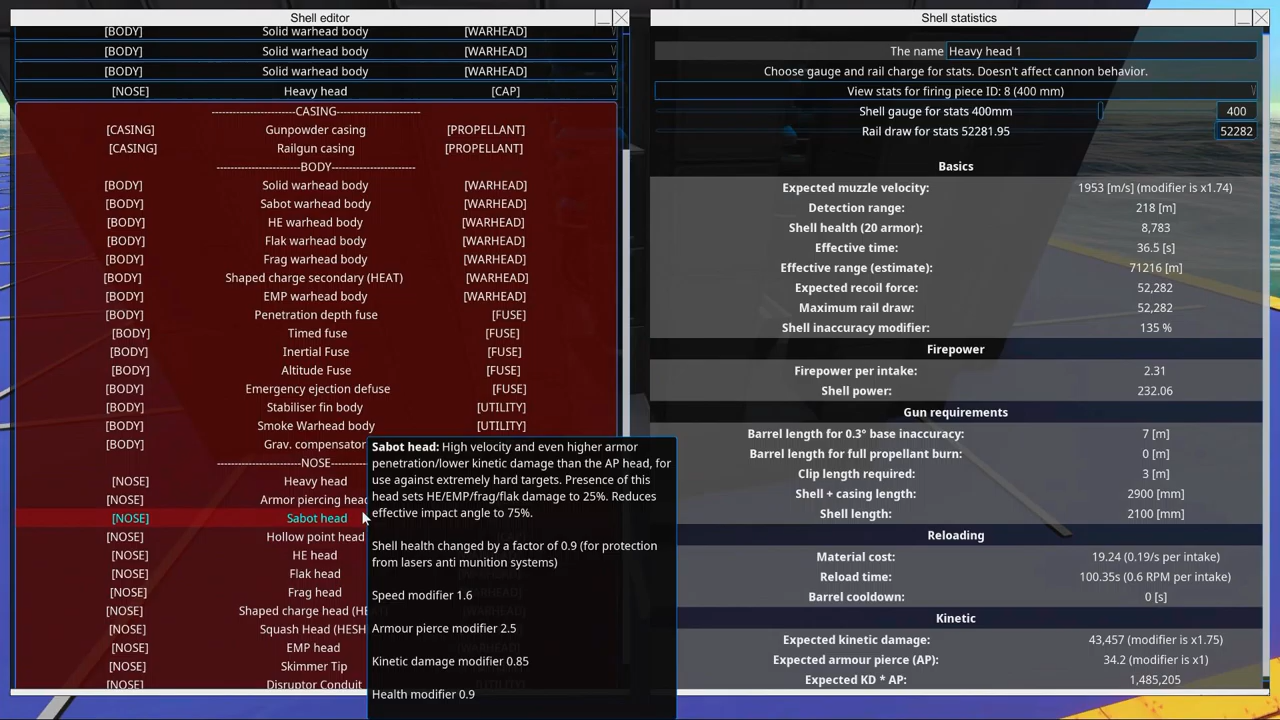 Shell editor
[BODY] Solid warhead body [WARHEAD]
[BODY] Solid warhead body [WARHEAD]
[BODY] Solid warhead body [WARHEAD]
[NOSE] Heavy head [CAP]
------------------------CASING------------------------
[CASING] Gunpowder casing [PROPELLANT]
[CASING] Railgun casing [PROPELLANT]
------------------------BODY------------------------
[BODY] Solid warhead body [WARHEAD]
[BODY] Sabot warhead body [WARHEAD]
[BODY] HE warhead body [WARHEAD]
[BODY] Flak warhead body [WARHEAD]
[BODY] Frag warhead body [WARHEAD]
[BODY] Shaped charge secondary (HEAT) [WARHEAD]
[BODY] EMP warhead body [WARHEAD]
[BODY] Penetration depth fuse [FUSE]
[BODY] Timed fuse [FUSE]
[BODY] Inertial Fuse [FUSE]
[BODY] Altitude Fuse [FUSE]
[BODY] Emergency ejection defuse [FUSE]
[BODY] Stabiliser fin body [UTILITY]
[BODY] Smoke Warhead body [UTILITY]
[BODY] Grav. compensator
------------------------NOSE---------
[NOSE] Heavy head
[NOSE] Armor piercing head
[NOSE] Sabot head
[NOSE] Hollow point head
[NOSE] HE head
[NOSE] Flak head
[NOSE] Frag head
[NOSE] Shaped charge head (HE
[NOSE] Squash Head (HESH
[NOSE] EMP head
[NOSE] Skimmer Tip
[NOSE] Disruptor Conduit
Sabot head: High velocity and even higher armor
penetration/lower kinetic damage than the AP head, for
use against extremely hard targets. Presence of this
head sets HE/EMP/frag/flak damage to 25%. Reduces
effective impact angle to 75%.
Shell health changed by a factor of 0.9 (for protection
from lasers anti munition systems)
Speed modifier 1.6
Armour pierce modifier 2.5
Kinetic damage modifier 0.85
Health modifier 0.9
Shell statistics
The name Heavy head 1
Choose gauge and rail charge for stats. Doesn't affect cannon behavior.
View stats for firing piece ID: 8 (400 mm)
Shell gauge for stats 400mm 400
Rail draw for stats 52281.95 52282
Basics
Expected muzzle velocity: 1953 [m/s] (modifier is x1.74)
Detection range: 218 [m]
Shell health (20 armor): 8,783
Effective time: 36.5 [s]
Effective range (estimate): 71216 [m]
Expected recoil force: 52,282
Maximum rail draw: 52,282
Shell inaccuracy modifier: 135 %
Firepower
Firepower per intake: 2.31
Shell power: 232.06
Gun requirements
Barrel length for 0.3° base inaccuracy: 7 [m]
Barrel length for full propellant burn: 0 [m]
Clip length required: 3 [m]
Shell + casing length: 2900 [mm]
Shell length: 2100 [mm]
Reloading
Material cost: 19.24 (0.19/s per intake)
Reload time: 100.35s (0.6 RPM per intake)
Barrel cooldown: 0 [s]
Kinetic
Expected kinetic damage: 43,457 (modifier is x1.75)
Expected armour pierce (AP): 34.2 (modifier is x1)
Expected KD * AP: 1,485,205